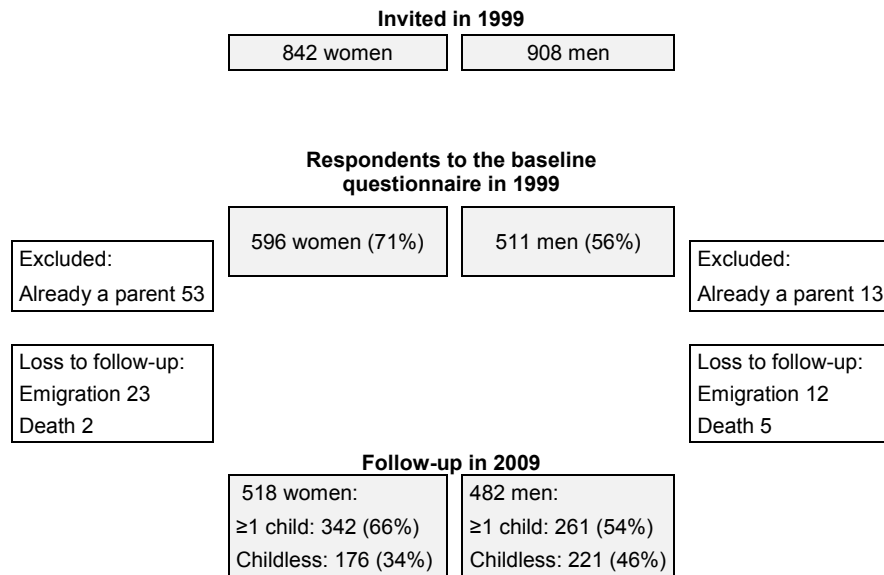 Invited in 1999
842 women
908 men
Respondents to the baseline
questionnaire in 1999
596 women (71%)
511 men (56%)
Excluded:
Already a parent 53
Excluded:
Already a parent 13
Loss to follow-up:
Emigration 23
Death 2
Loss to follow-up:
Emigration 12
Death 5
Follow-up in 2009
518 women:
≥1 child: 342 (66%)
Childless: 176 (34%)
482 men:
≥1 child: 261 (54%)
Childless: 221 (46%)